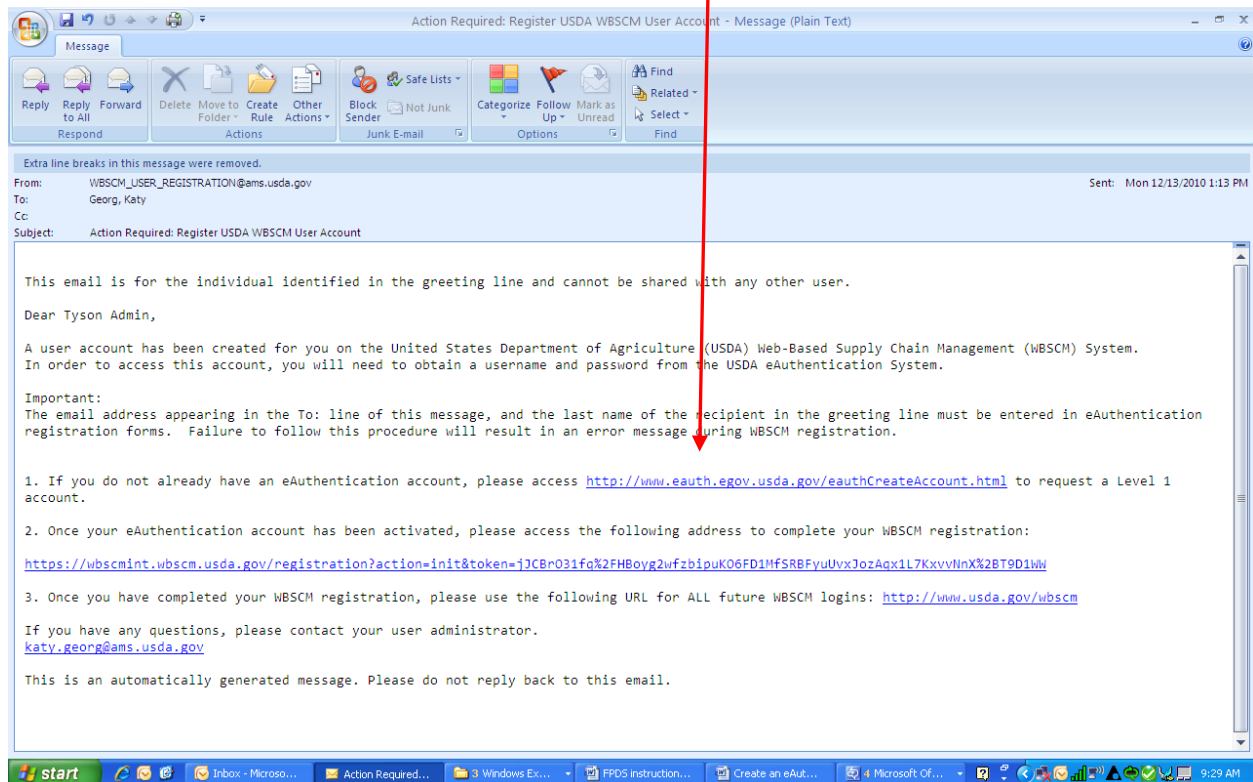 Action Required: Register USDA WBSCM User Account - Message (Plain Text)
Message
Reply Reply to All Forward Delete Move to Folder Create Rule Other Actions Block Sender Safe Lists Not Junk Categorize Follow Up Mark as Unread Find Related Select
Respond Actions Junk E-mail Options Find
Extra line breaks in this message were removed.
From: WBSCM_USER_REGISTRATION@ams.usda.gov Sent: Mon 12/13/2010 1:13 PM
To: Georg, Katy
Cc:
Subject: Action Required: Register USDA WBSCM User Account
This email is for the individual identified in the greeting line and cannot be shared with any other user.
Dear Tyson Admin,
A user account has been created for you on the United States Department of Agriculture (USDA) Web-Based Supply Chain Management (WBSCM) System.
In order to access this account, you will need to obtain a username and password from the USDA eAuthentication System.
Important:
The email address appearing in the To: line of this message, and the last name of the recipient in the greeting line must be entered in eAuthentication
registration forms.  Failure to follow this procedure will result in an error message during WBSCM registration.
1. If you do not already have an eAuthentication account, please access http://www.eauth.egov.usda.gov/eauthCreateAccount.html to request a Level 1
account.
2. Once your eAuthentication account has been activated, please access the following address to complete your WBSCM registration:
https://wbscmint.wbscm.usda.gov/registration?action=init&token=jJCBrO31fq%2FHBoyg2wfzbipuKO6FD1MfSRBFyuUvxJozAqx1L7KxvvNnX%2BT9D1WW
3. Once you have completed your WBSCM registration, please use the following URL for ALL future WBSCM logins: http://www.usda.gov/wbscm
If you have any questions, please contact your user administrator.
katy.georg@ams.usda.gov
This is an automatically generated message. Please do not reply back to this email.
start Inbox - Microso... Action Required... 3 Windows Ex... FPDS instruction... Create an eAut... 4 Microsoft Of... 9:29 AM